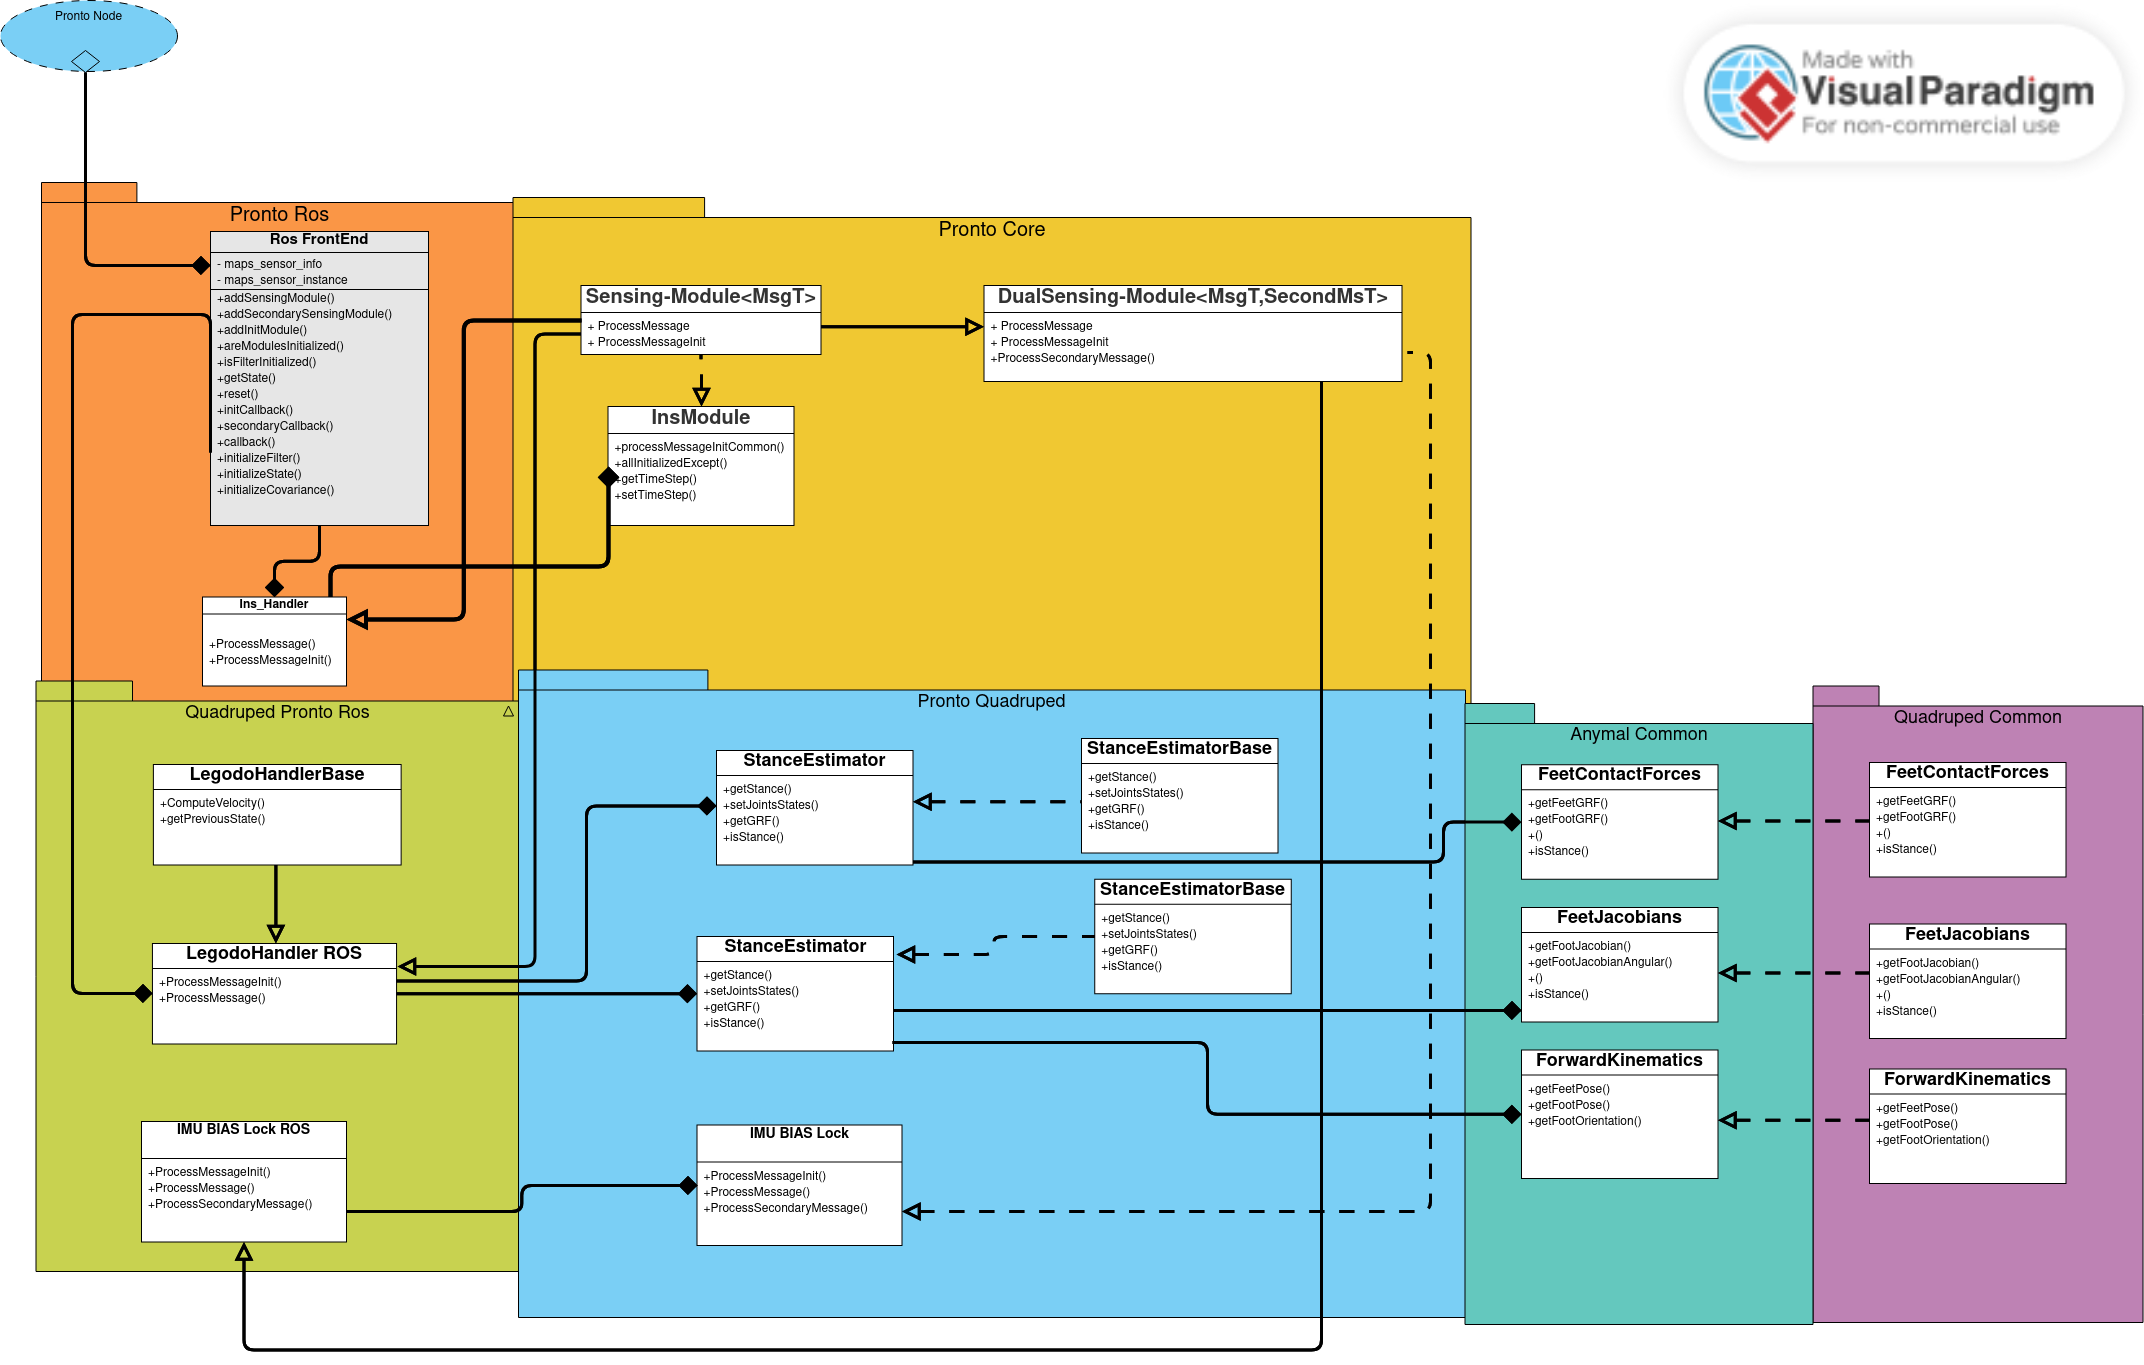 Pronto Node
Made with
Visual Paradigm
For non-commercial use
Pronto Ros
Ros FrontEnd
- maps_sensor_info
- maps_sensor_instance
+addSensingModule()
+addSecondarySensingModule()
+addInitModule()
+areModulesInitialized()
+isFilterInitialized()
+getState()
+reset()
+initCallback()
+secondaryCallback()
+callback()
+initializeFilter()
+initializeState()
+initializeCovariance()
Ins_Handler
+ProcessMessage()
+ProcessMessageInit()
Pronto Core
Sensing-Module<MsgT>
+ ProcessMessage
+ ProcessMessageInit
DualSensing-Module<MsgT,SecondMsT>
+ ProcessMessage
+ ProcessMessageInit
+ProcessSecondaryMessage()
InsModule
+processMessageInitCommon()
+allInitializedExcept()
+getTimeStep()
+setTimeStep()
Quadruped Pronto Ros
LegodoHandlerBase
+ComputeVelocity()
+getPreviousState()
LegodoHandler ROS
+ProcessMessageInit()
+ProcessMessage()
IMU BIAS Lock ROS
+ProcessMessageInit()
+ProcessMessage()
+ProcessSecondaryMessage()
Pronto Quadruped
StanceEstimator
+getStance()
+setJointsStates()
+getGRF()
+isStance()
StanceEstimatorBase
+getStance()
+setJointsStates()
+getGRF()
+isStance()
StanceEstimatorBase
+getStance()
+setJointsStates()
+getGRF()
+isStance()
StanceEstimator
+getStance()
+setJointsStates()
+getGRF()
+isStance()
IMU BIAS Lock
+ProcessMessageInit()
+ProcessMessage()
+ProcessSecondaryMessage()
Anymal Common
FeetContactForces
+getFeetGRF()
+getFootGRF()
+()
+isStance()
FeetJacobians
+getFootJacobian()
+getFootJacobianAngular()
+()
+isStance()
ForwardKinematics
+getFeetPose()
+getFootPose()
+getFootOrientation()
Quadruped Common
FeetContactForces
+getFeetGRF()
+getFootGRF()
+()
+isStance()
FeetJacobians
+getFootJacobian()
+getFootJacobianAngular()
+()
+isStance()
ForwardKinematics
+getFeetPose()
+getFootPose()
+getFootOrientation()